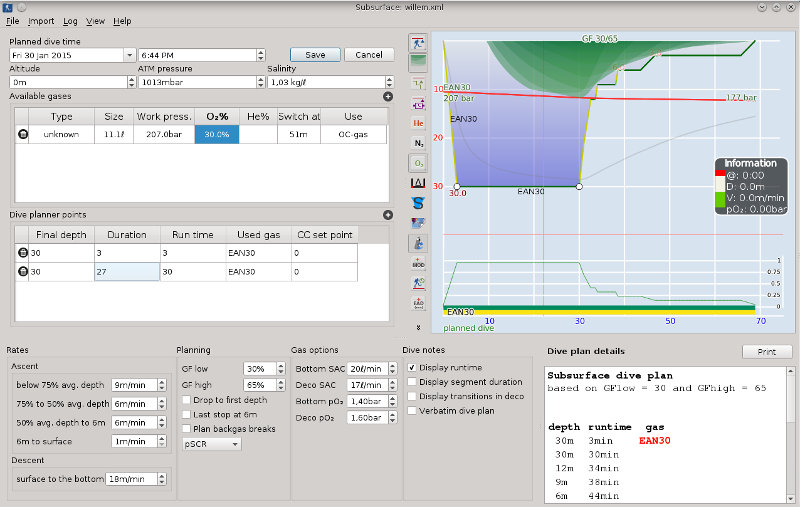 Subsurface: willem.xml
File Import Log View Help
Planned dive time
Fri 30 Jan 2015 6:44 PM Save Cancel
Altitude ATM pressure Salinity
0m 1013mbar 1,03 kg/ℓ
Available gases
Type Size Work press. O₂% He% Switch at Use
unknown 11.1ℓ 207.0bar 30.0% 51m OC-gas
Dive planner points
Final depth Duration Run time Used gas CC set point
30 3 3 EAN30 0
30 27 30 EAN30 0
He
N₂
O₂
MOD
EAD
GF 30/65
10
EAN30
207 bar
177 bar
EAN30
20
30
30.0
EAN30
Information
@: 0:00
D: 0.0m
V: 0.0m/min
pO₂: 0.00bar
1
0.75
0.5
0.25
0
EAN30
10 30 50 70
planned dive
Rates
Ascent
below 75% avg. depth 9m/min
75% to 50% avg. depth 6m/min
50% avg. depth to 6m 6m/min
6m to surface 1m/min
Descent
surface to the bottom 18m/min
Planning
GF low 30%
GF high 65%
Drop to first depth
Last stop at 6m
Plan backgas breaks
pSCR
Gas options
Bottom SAC 20ℓ/min
Deco SAC 17ℓ/min
Bottom pO₂ 1,40bar
Deco pO₂ 1,60bar
Dive notes
Display runtime
Display segment duration
Display transitions in deco
Verbatim dive plan
Dive plan details Print
Subsurface dive plan
based on GFlow = 30 and GFhigh = 65
depth runtime gas
30m 3min EAN30
30m 30min
12m 34min
9m 38min
6m 44min